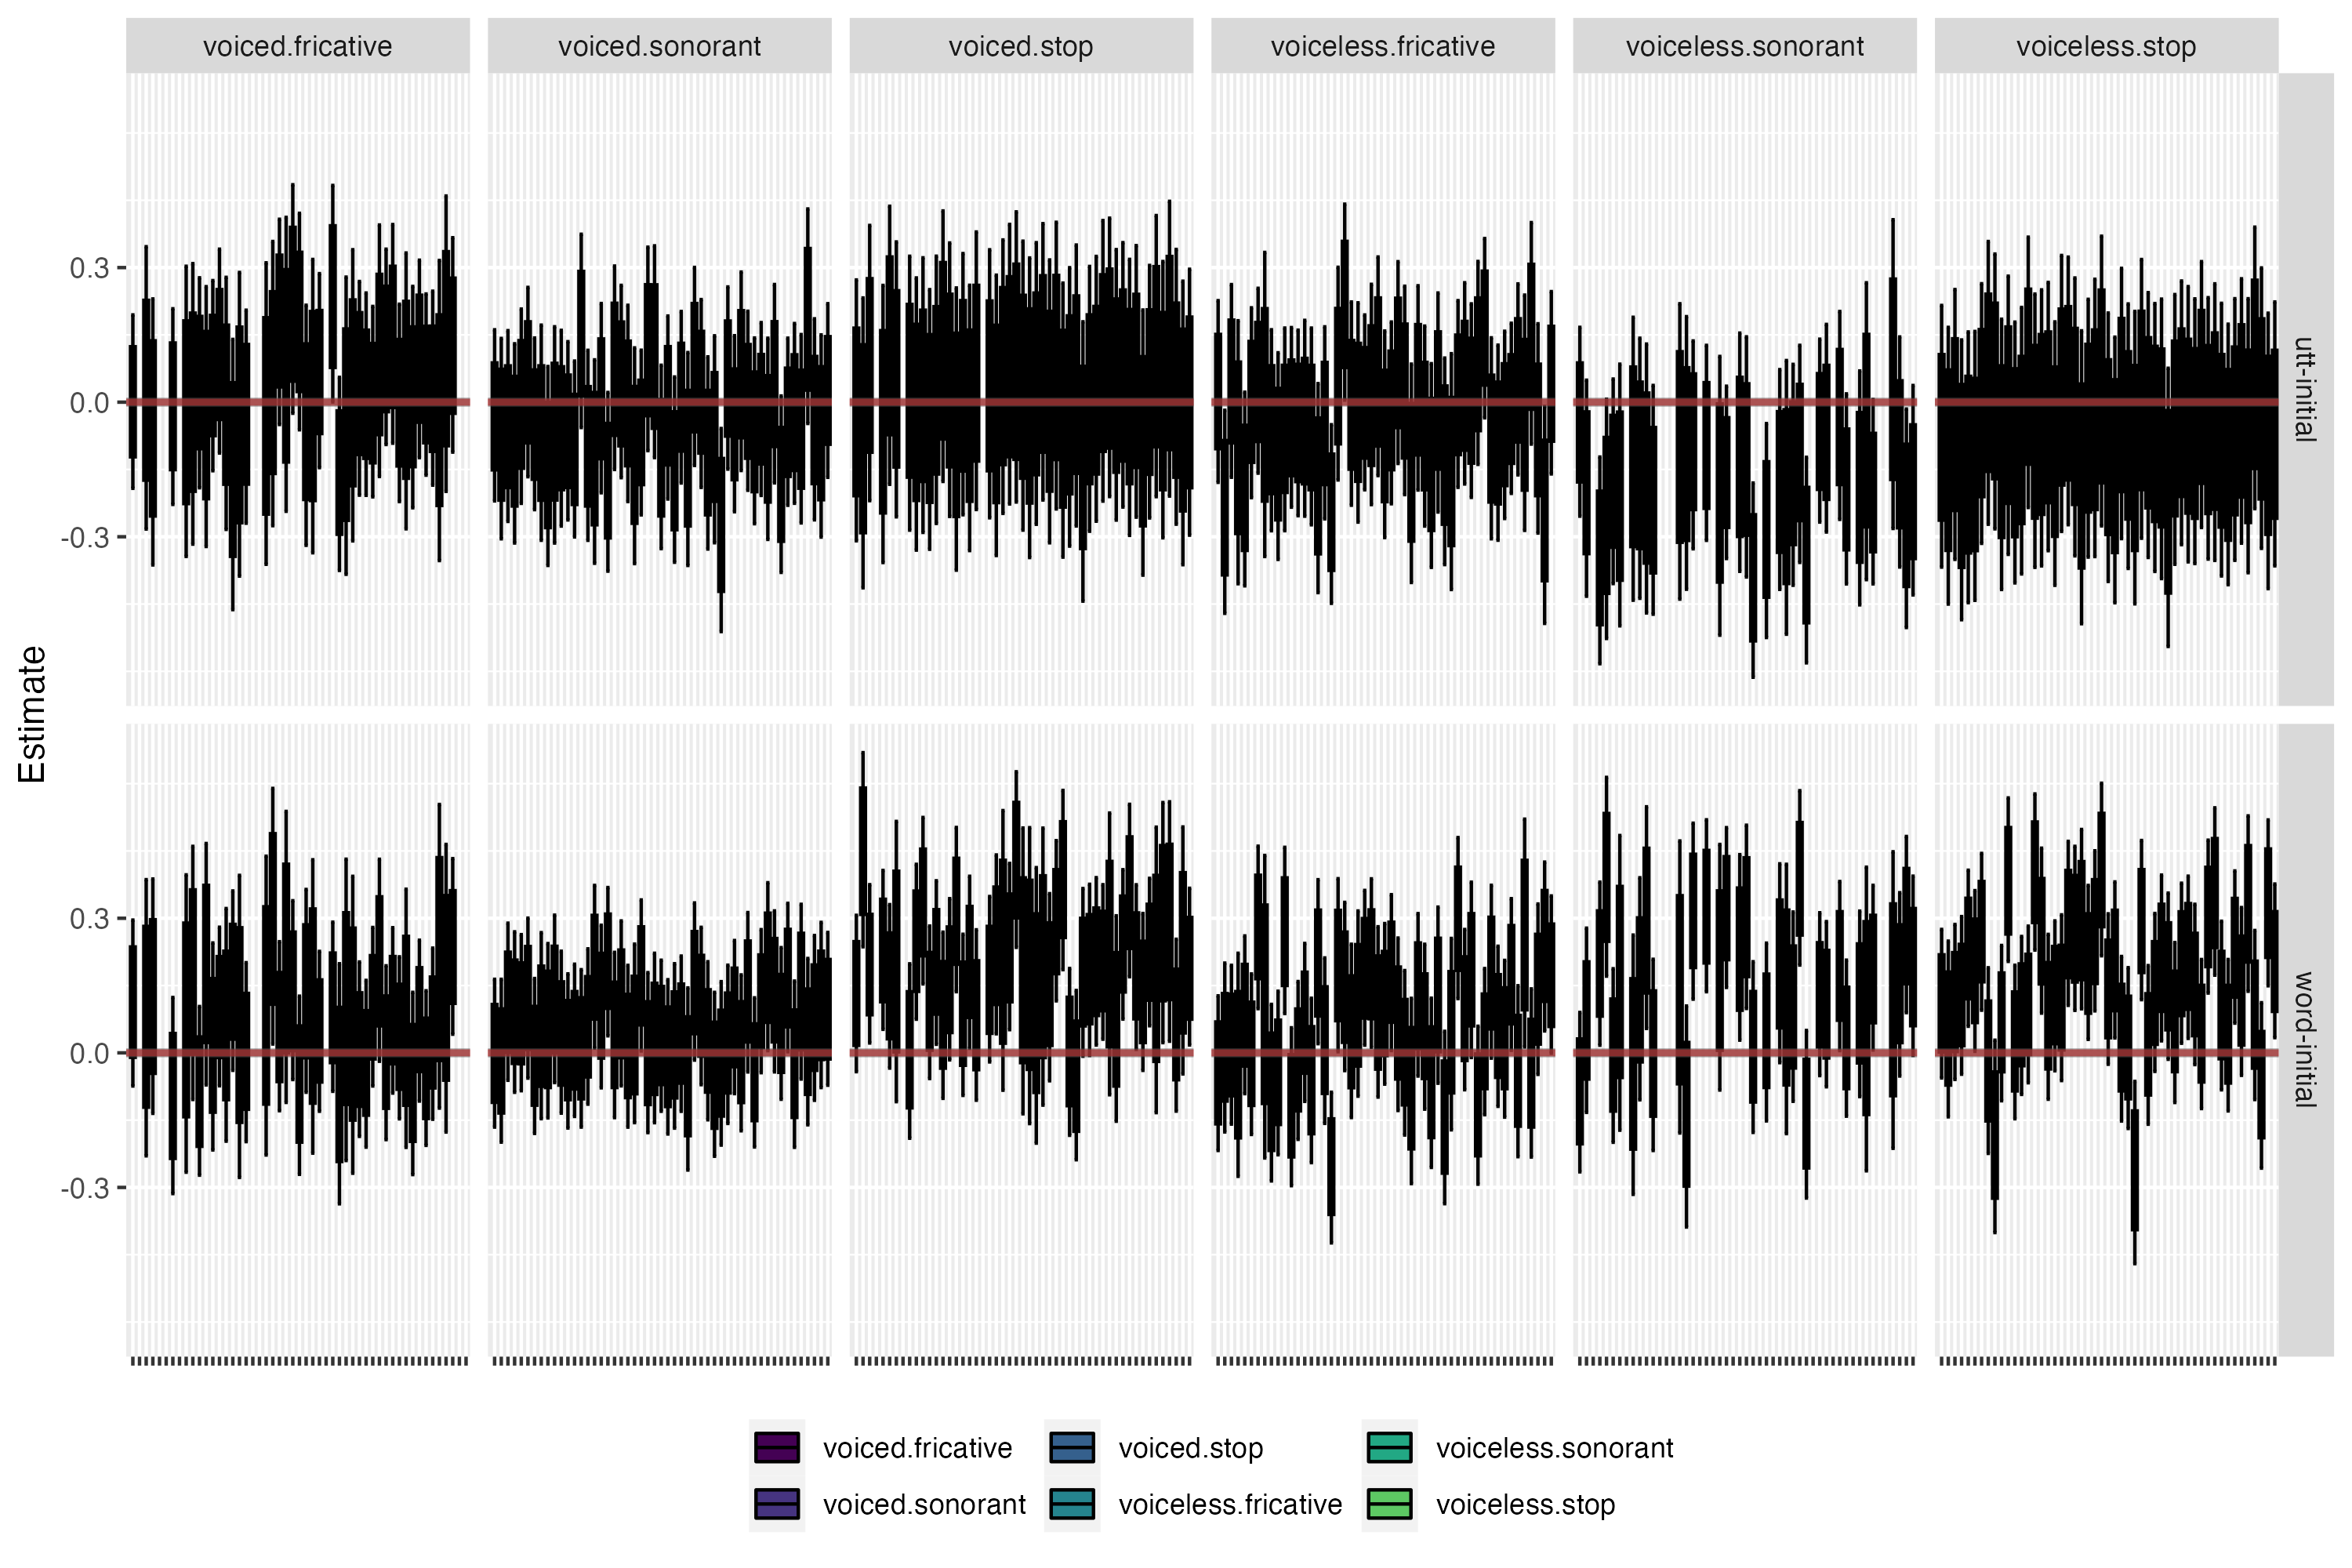 voiced.fricative voiced.sonorant voiced.stop voiceless.fricative voiceless.sonorant voiceless.stop
Estimate
0.3
0.0
-0.3
utt-initial
0.3
0.0
-0.3
word-initial
voiced.fricative voiced.stop voiceless.sonorant
voiced.sonorant voiceless.fricative voiceless.stop